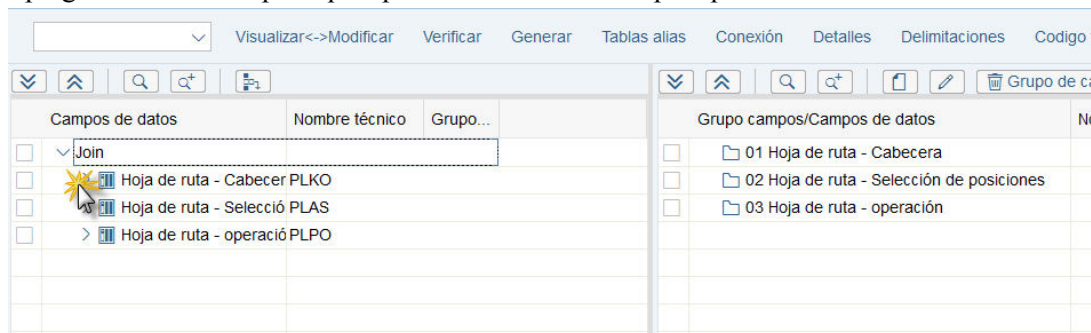 Visualizar<->Modificar Verificar Generar Tablas alias Conexión Detalles Delimitaciones Codigo
Grupo de ca
Campos de datos Nombre técnico Grupo... Grupo campos/Campos de datos
Join 01 Hoja de ruta - Cabecera
Hoja de ruta - Cabecer PLKO 02 Hoja de ruta - Selección de posiciones
Hoja de ruta - Selecció PLAS 03 Hoja de ruta - operación
Hoja de ruta - operació PLPO